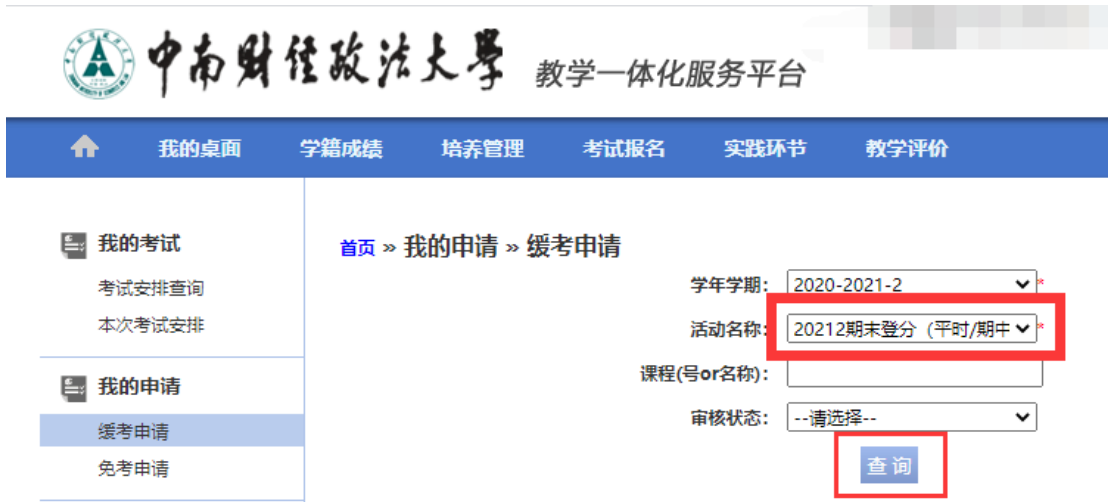 中南财经政法大学 教学一体化服务平台
我的桌面 学籍成绩 培养管理 考试报名 实践环节 教学评价
我的考试
考试安排查询
本次考试安排
我的申请
缓考申请
免考申请
首页 » 我的申请 » 缓考申请
学年学期: 2020-2021-2 *
活动名称: 20212期末登分（平时/期中 *
课程(号or名称):
审核状态: --请选择--
查 询